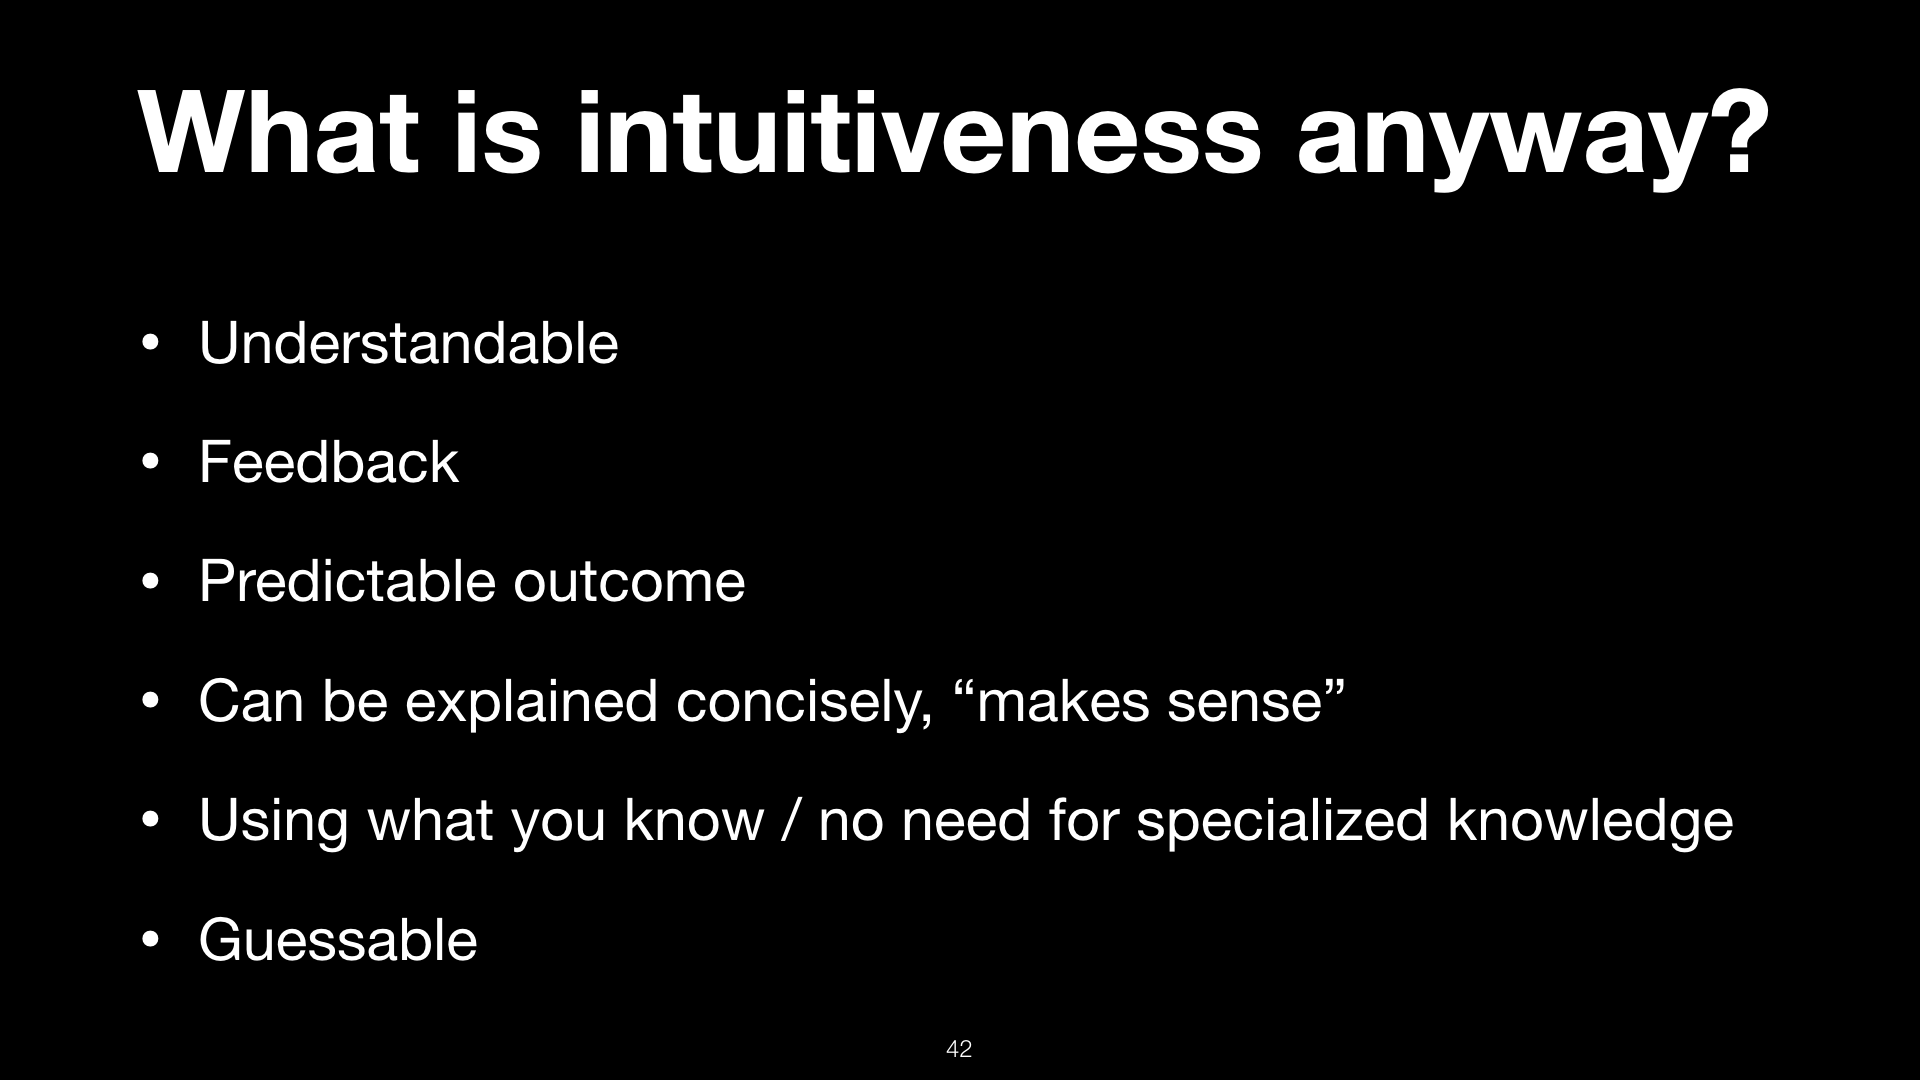 What is intuitiveness anyway?
• Understandable
• Feedback
• Predictable outcome
• Can be explained concisely, “makes sense”
• Using what you know / no need for specialized knowledge
• Guessable
42